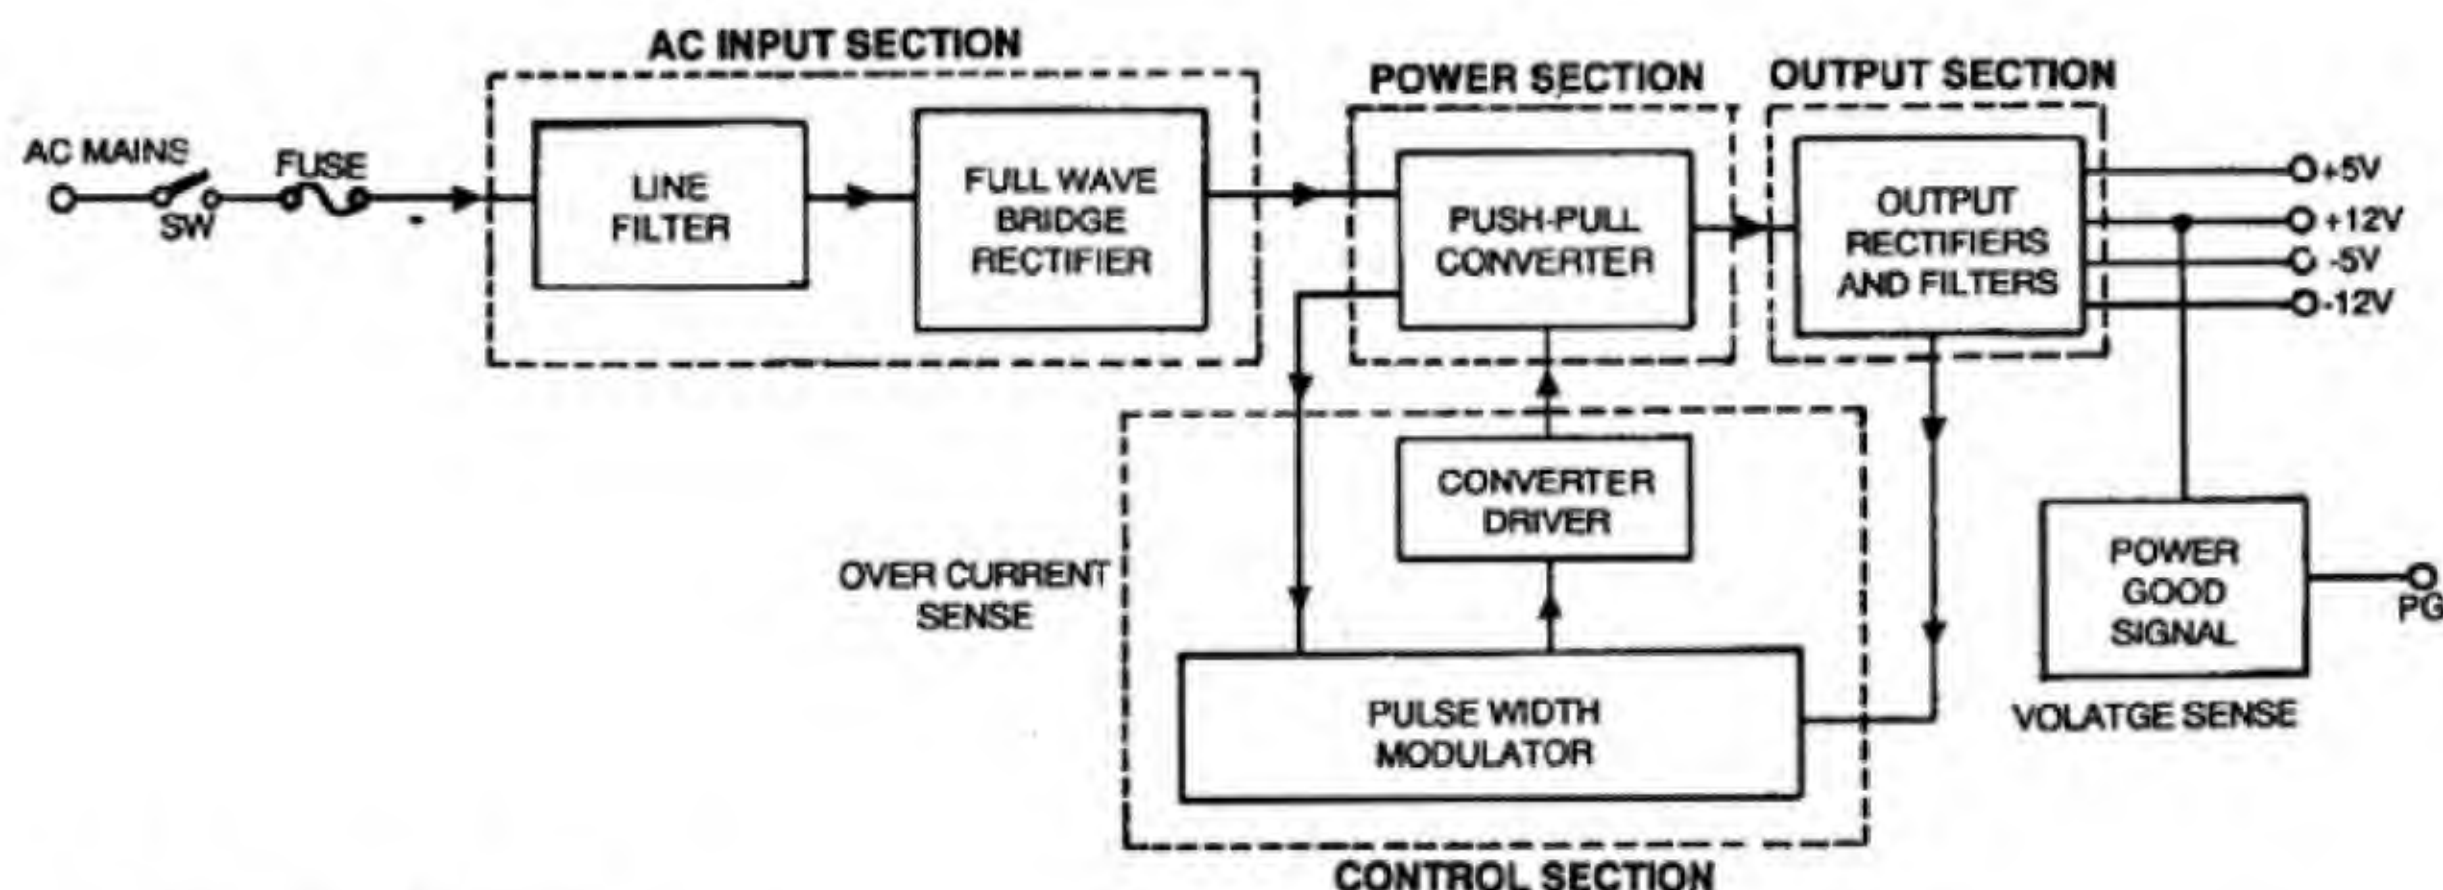 AC INPUT SECTION
POWER SECTION
OUTPUT SECTION
AC MAINS
SW
FUSE
LINE
FILTER
FULL WAVE
BRIDGE
RECTIFIER
PUSH-PULL
CONVERTER
OUTPUT
RECTIFIERS
AND FILTERS
+5V
+12V
-5V
-12V
CONVERTER
DRIVER
OVER CURRENT
SENSE
POWER
GOOD
SIGNAL
PG
VOLATGE SENSE
PULSE WIDTH
MODULATOR
CONTROL SECTION